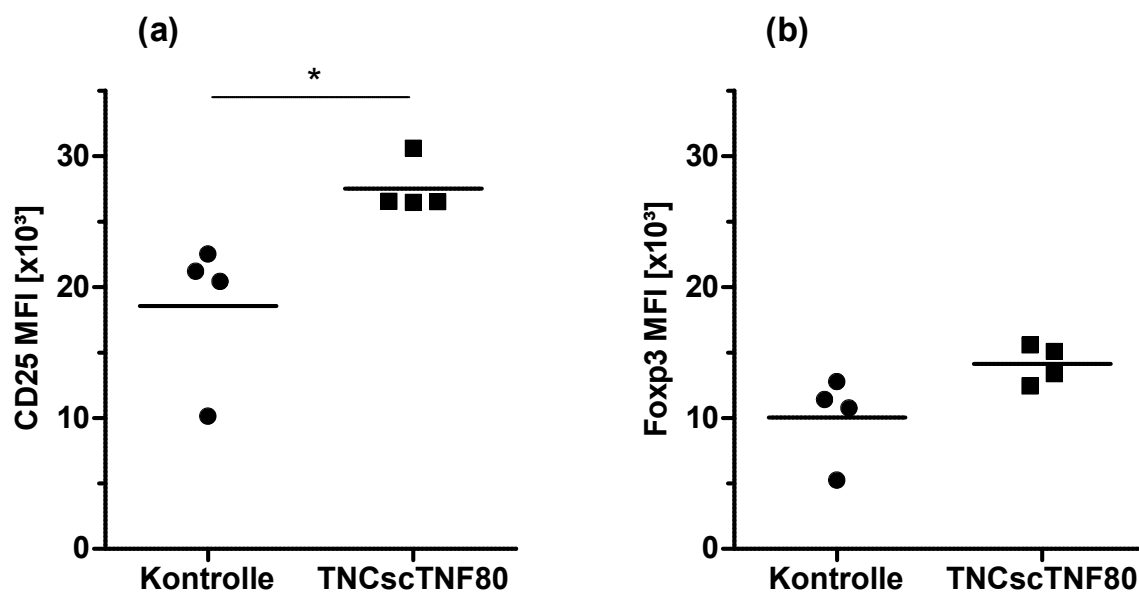 (a)
*
CD25 MFI [x10³]
30
20
10
0
Kontrolle
TNCscTNF80
(b)
Foxp3 MFI [x10³]
30
20
10
0
Kontrolle
TNCscTNF80